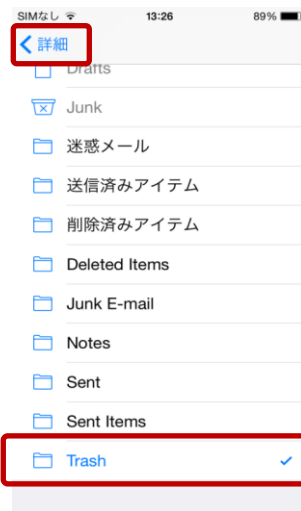 SIMなし 13:26 89%
詳細
Drafts
Junk
迷惑メール
送信済みアイテム
削除済みアイテム
Deleted Items
Junk E-mail
Notes
Sent
Sent Items
Trash